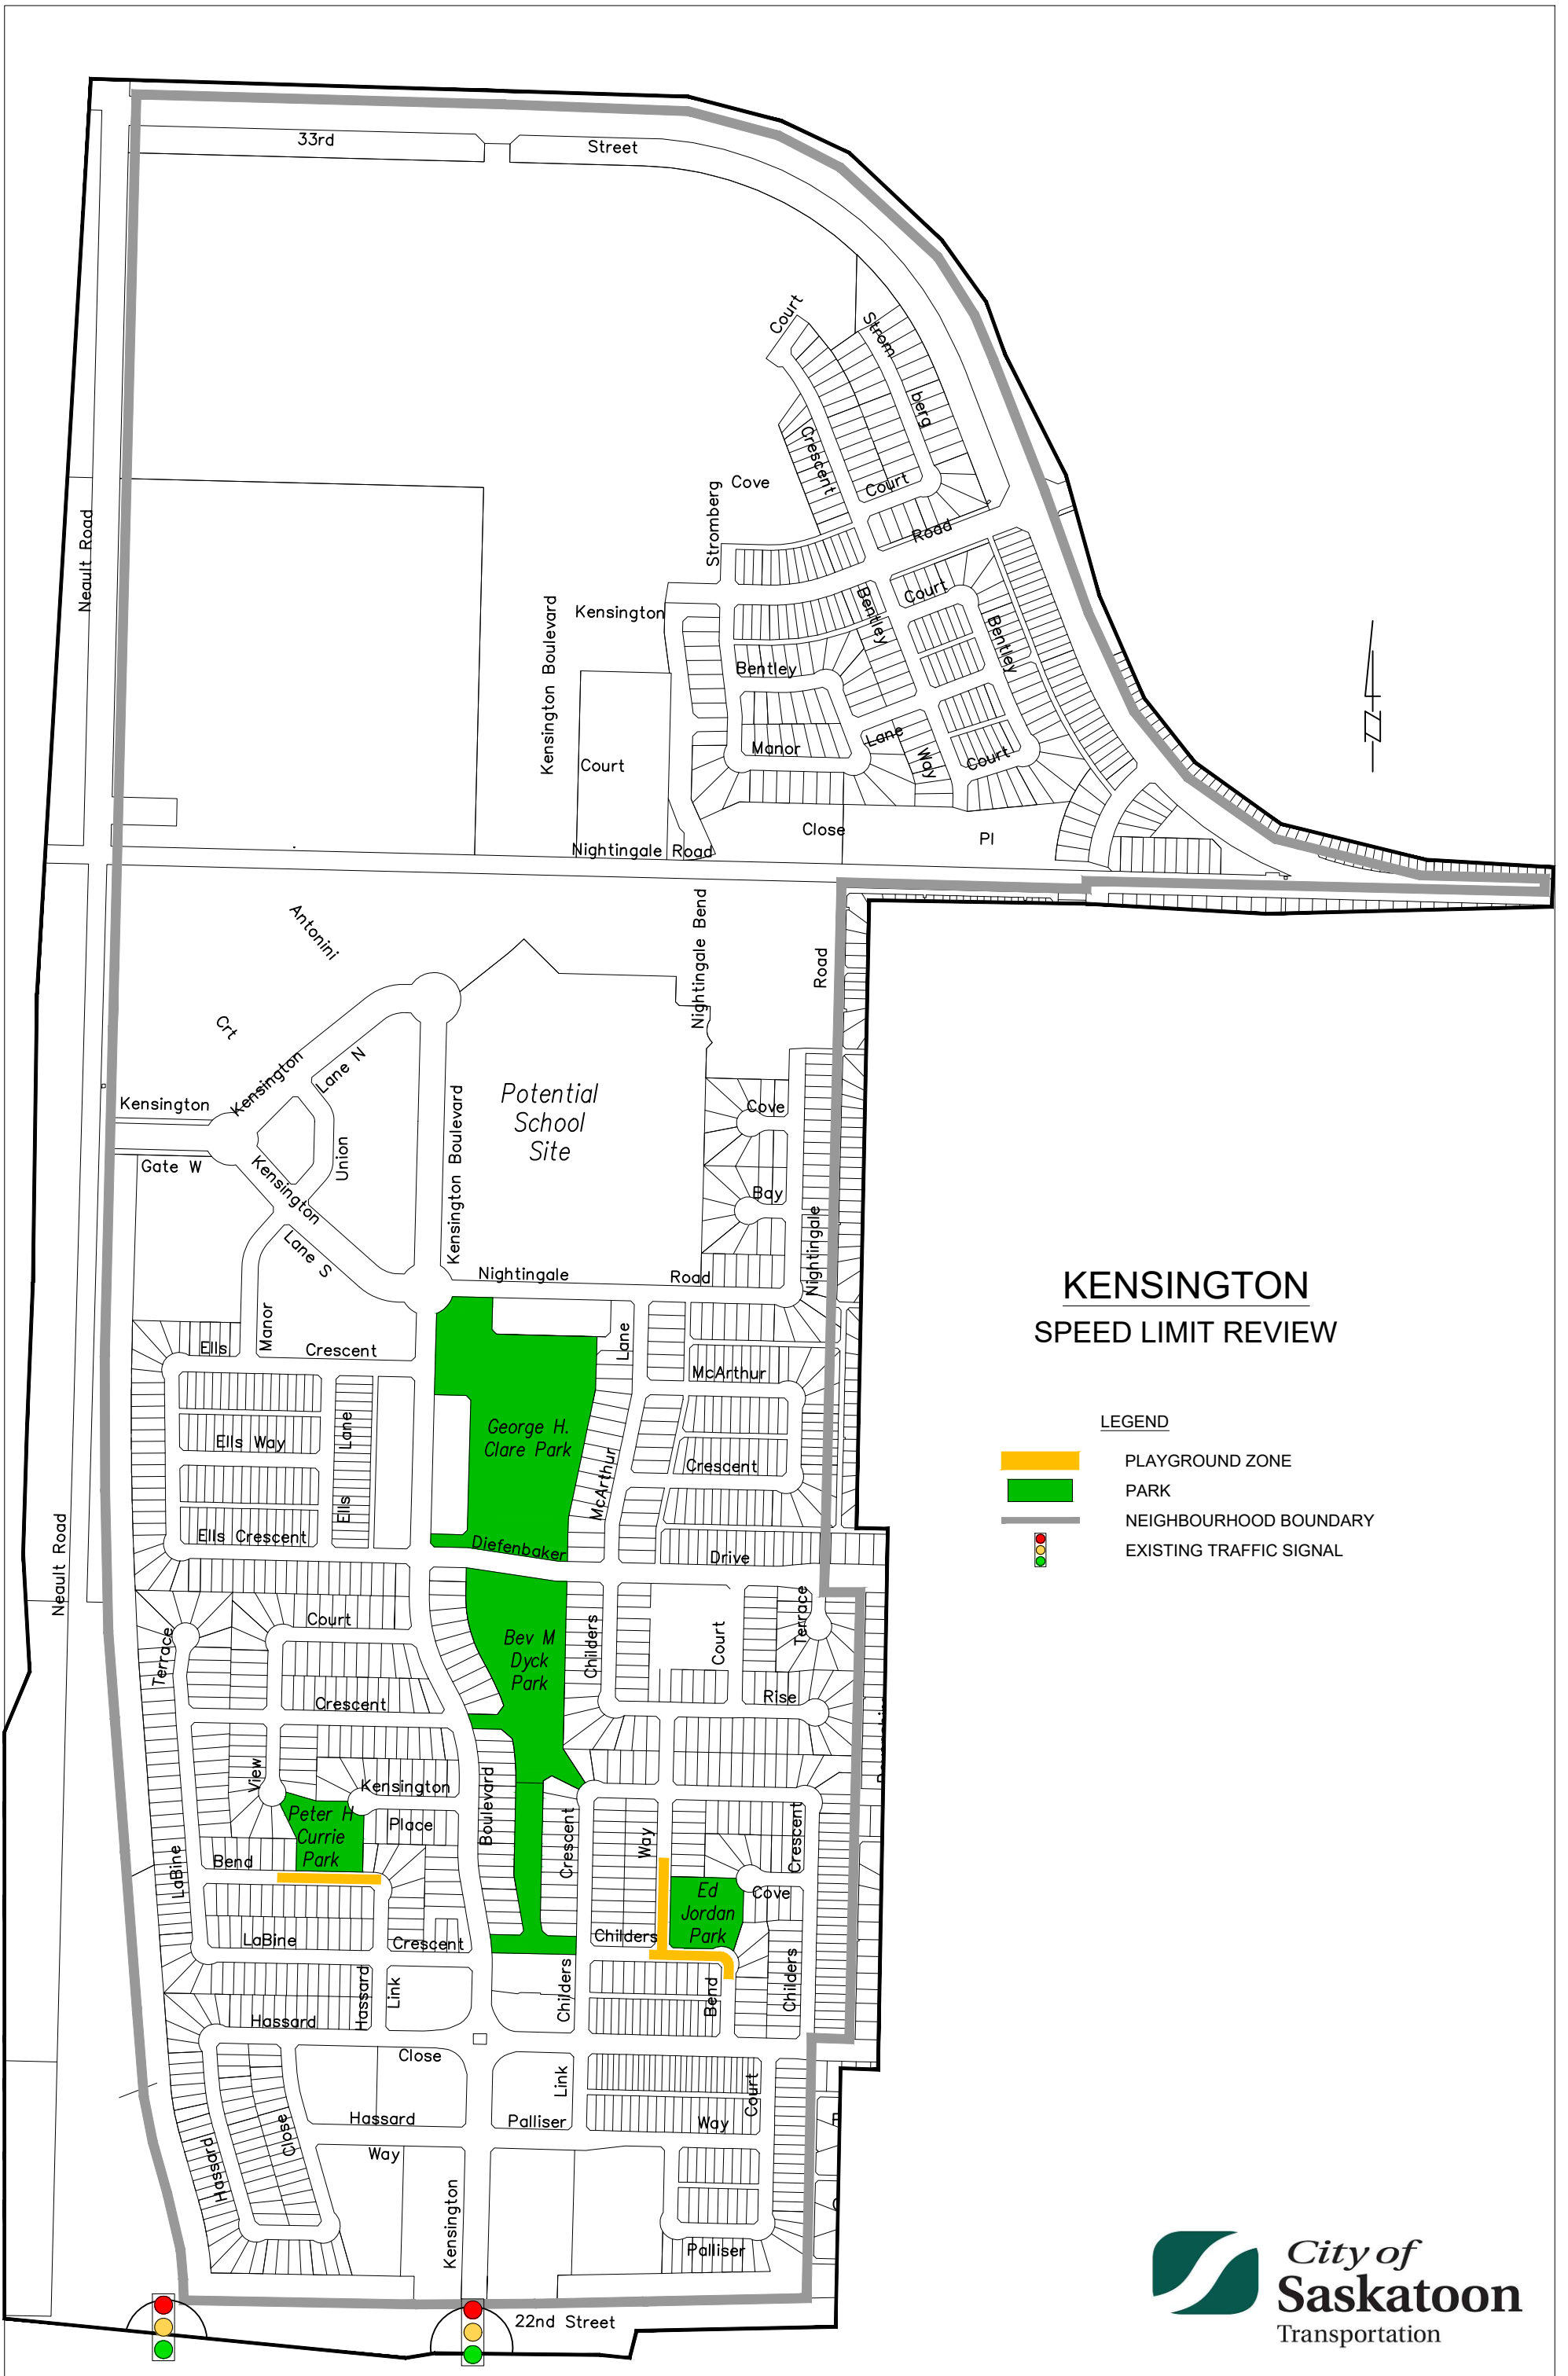 33rd
Street
Court
Strom
berg
Crescent
Court
Cove
Stromberg
Road
Neault Road
Kensington
Kensington Boulevard
Bentley
Court
Bentley
Bentley
Manor
Lane
Way
Court
Court
Close
Pl
Nightingale Road
Antonini
Crt
Nightingale Bend
Road
Kensington
Kensington
Lane N
Potential
School
Site
Cove
Kensington Boulevard
Union
Gate W
Kensington
Bay
Lane S
Nightingale
Road
Nightingale
KENSINGTON
SPEED LIMIT REVIEW
Manor
Ells
Crescent
Lane
McArthur
LEGEND
PLAYGROUND ZONE
PARK
NEIGHBOURHOOD BOUNDARY
EXISTING TRAFFIC SIGNAL
Ells Way
Lane
George H.
Clare Park
McArthur
Crescent
Ells
Ells Crescent
Diefenbaker
Drive
Neault Road
Court
Terrace
Bev M
Dyck
Park
Childers
Court
Terrace
Crescent
Rise
View
Kensington
Boulevard
Peter H
Currie
Park
Place
Crescent
Way
Crescent
LaBine
Bend
Ed
Jordan
Park
Cove
LaBine
Crescent
Childers
Hassard
Link
Childers
Bend
Childers
Hassard
Close
Link
Court
Hassard
Palliser
Way
Close
Way
Hassard
Kensington
Palliser
22nd Street
City of
Saskatoon
Transportation